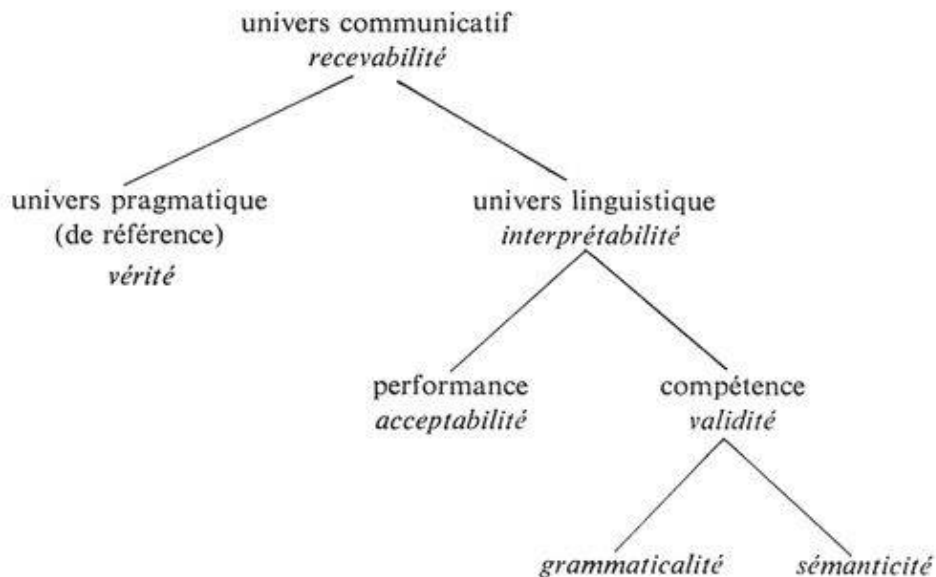 univers communicatif
recevabilité
univers pragmatique
(de référence)
vérité
univers linguistique
interprétabilité
performance
acceptabilité
compétence
validité
grammaticalité
sémanticité